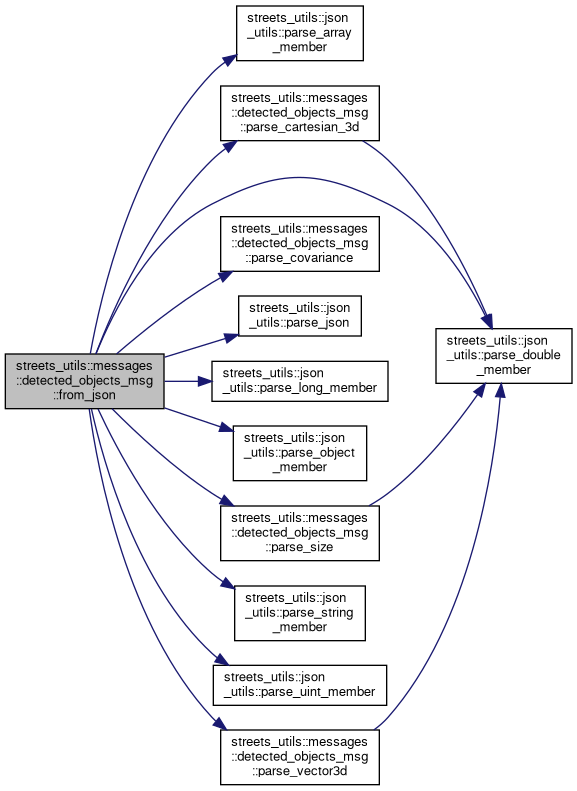 streets_utils::json
_utils::parse_array
_member
streets_utils::messages
::detected_objects_msg
::parse_cartesian_3d
streets_utils::messages
::detected_objects_msg
::parse_covariance
streets_utils::json
_utils::parse_json
streets_utils::json
_utils::parse_double
_member
streets_utils::messages
::detected_objects_msg
::from_json
streets_utils::json
_utils::parse_long_member
streets_utils::json
_utils::parse_object
_member
streets_utils::messages
::detected_objects_msg
::parse_size
streets_utils::json
_utils::parse_string
_member
streets_utils::json
_utils::parse_uint_member
streets_utils::messages
::detected_objects_msg
::parse_vector3d